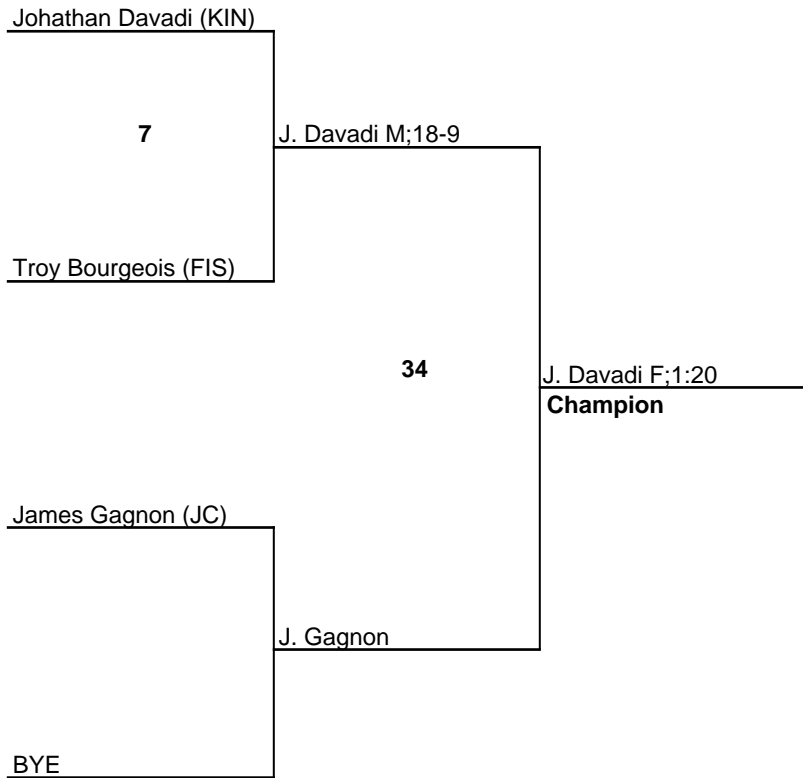 Johathan Davadi (KIN)
7
J. Davadi M;18-9
Troy Bourgeois (FIS)
34
J. Davadi F;1:20
Champion
James Gagnon (JC)
J. Gagnon
BYE